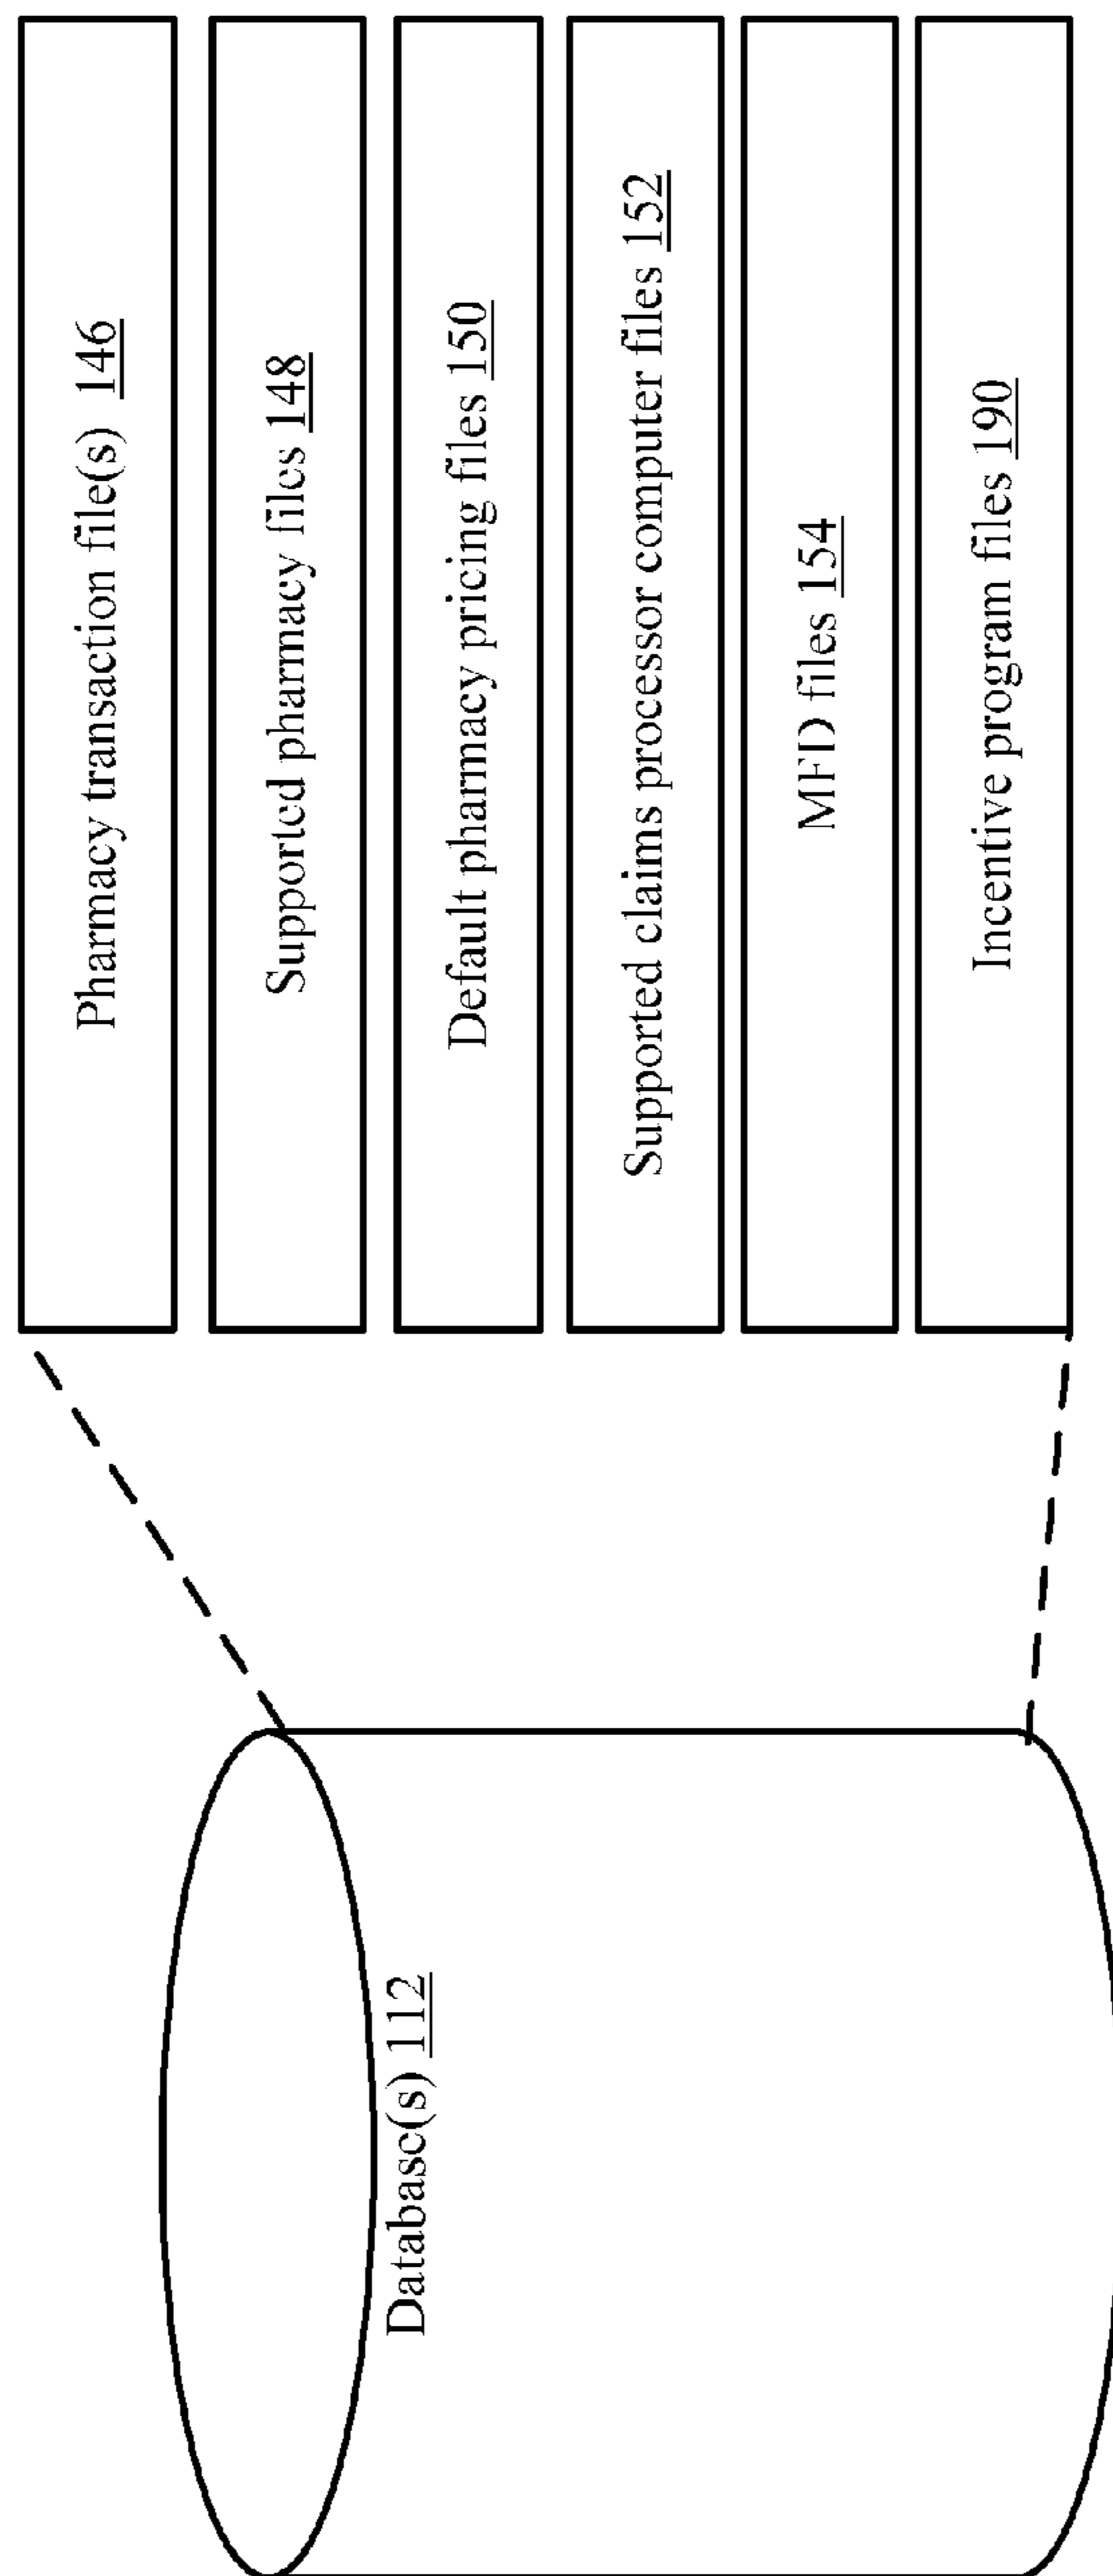 Pharmacy transaction file(s) 146
Supported pharmacy files 148
Default pharmacy pricing files 150
Supported claims processor computer files 152
MFD files 154
Incentive program files 190
Database(s) 112